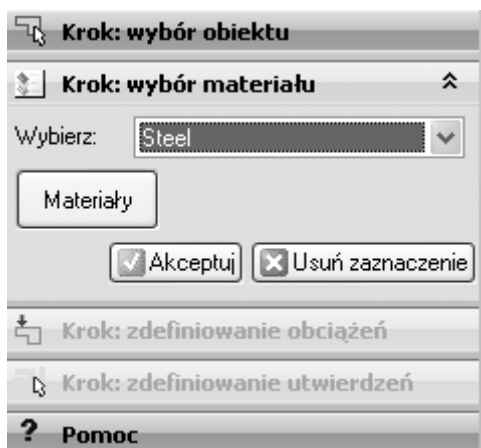 Krok: wybór obiektu
Krok: wybór materiału
Wybierz: Steel
Materiały
Akceptuj Usuń zaznaczenie
Krok: zdefiniowanie obciążeń
Krok: zdefiniowanie utwierdzeń
? Pomoc